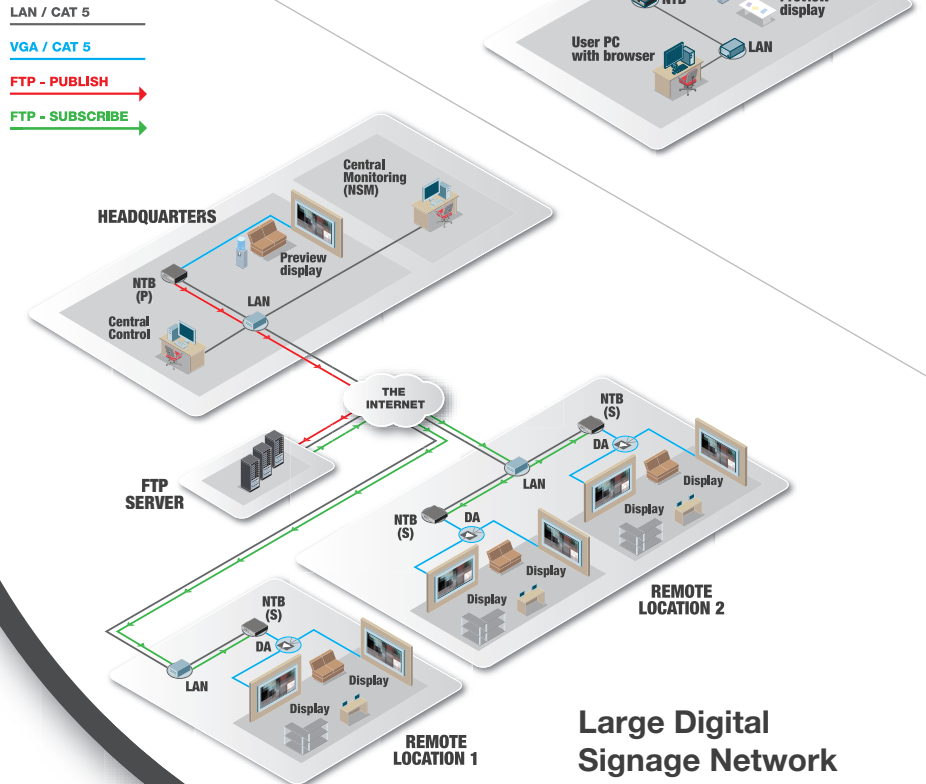 LAN / CAT 5
VGA / CAT 5
FTP - PUBLISH
FTP - SUBSCRIBE
NTB
Preview
display
User PC
with browser
LAN
Central
Monitoring
(NSM)
HEADQUARTERS
Preview
display
NTB
(P)
LAN
Central
Control
THE
INTERNET
FTP
SERVER
NTB
(S)
DA
LAN
Display
Display
NTB
(S)
DA
Display
Display
REMOTE
LOCATION 2
NTB
(S)
DA
LAN
Display
Display
REMOTE
LOCATION 1
Large Digital
Signage Network